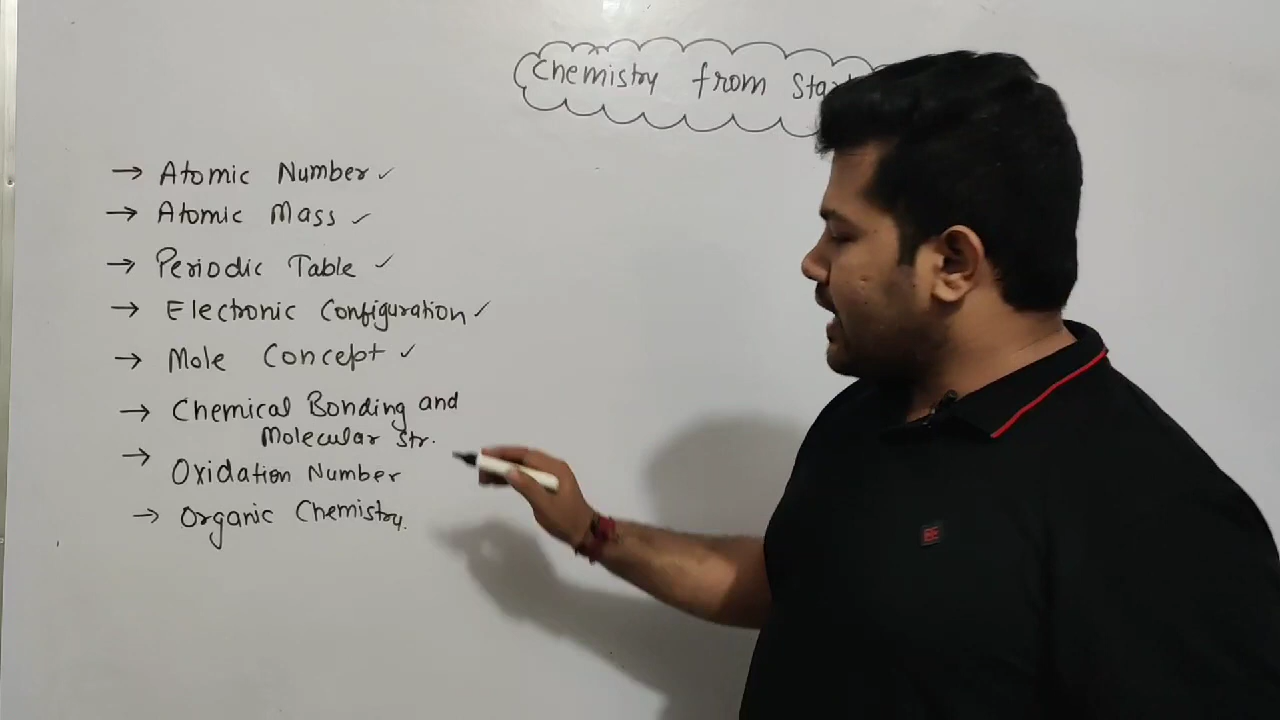 Chemistry from
→ Atomic Number ✓
→ Atomic Mass ✓
→ Periodic Table ✓
→ Electronic Configuration ✓
→ Mole Concept ✓
→ Chemical Bonding and
Molecular Str.
→ Oxidation Number
→ Organic Chemistry.